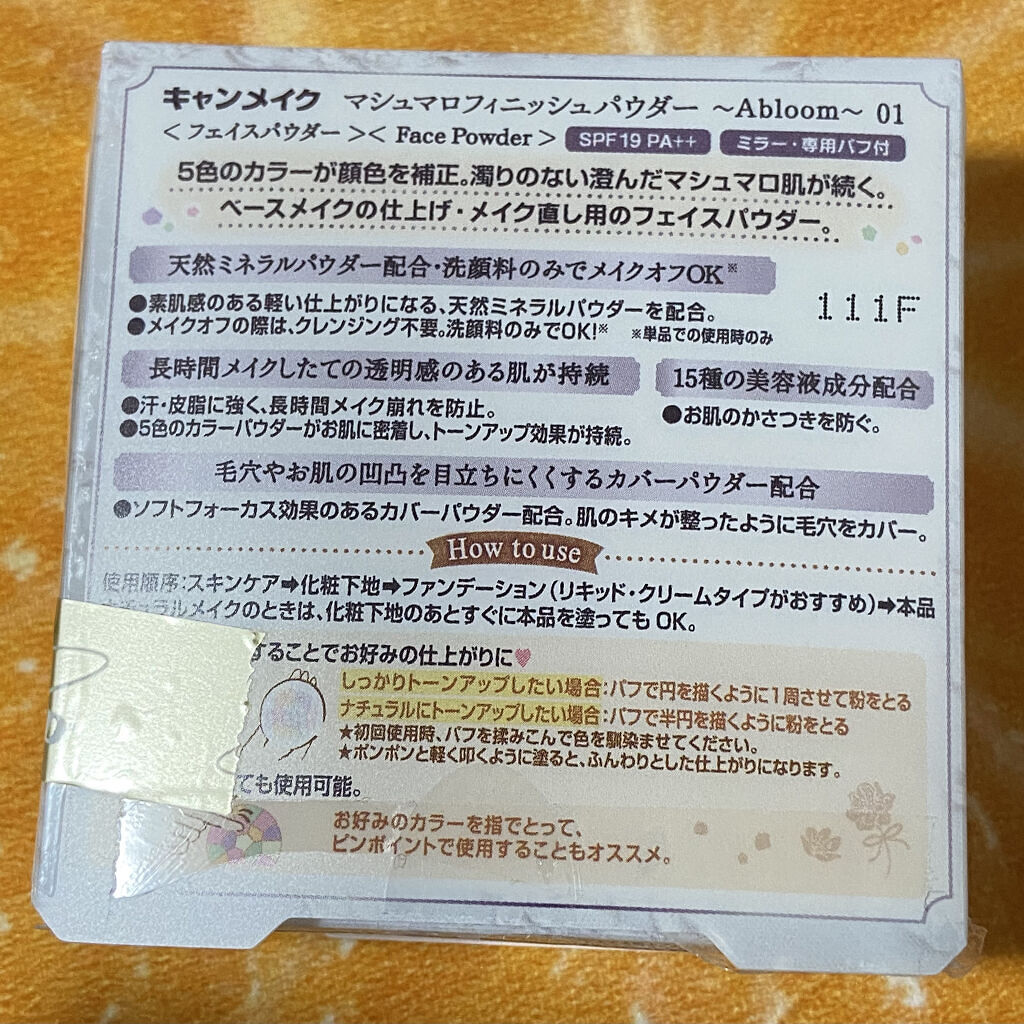 キャンメイク マシュマロフィニッシュパウダー ～Abloom～ 01
＜フェイスパウダー＞＜ Face Powder ＞ SPF19 PA++ ミラー・専用パフ付
5色のカラーが顔色を補正。濁りのない澄んだマシュマロ肌が続く。
ベースメイクの仕上げ・メイク直し用のフェイスパウダー。
天然ミネラルパウダー配合・洗顔料のみでメイクオフOK※
●素肌感のある軽い仕上がりになる、天然ミネラルパウダーを配合。
111F
●メイクオフの際は、クレンジング不要。洗顔料のみでOK!※ ※単品での使用時のみ
長時間メイクしたての透明感のある肌が持続
●汗・皮脂に強く、長時間メイク崩れを防止。
●5色のカラーパウダーがお肌に密着し、トーンアップ効果が持続。
15種の美容液成分配合
●お肌のかさつきを防ぐ。
毛穴やお肌の凹凸を目立ちにくくするカバーパウダー配合
●ソフトフォーカス効果のあるカバーパウダー配合。肌のキメが整ったように毛穴をカバー。
How to use
使用順序:スキンケア➡化粧下地➡ファンデーション(リキッド・クリームタイプがおすすめ)➡本品
ナチュラルメイクのときは、化粧下地のあとすぐに本品を塗ってもOK。
することでお好みの仕上がりに♥
しっかりトーンアップしたい場合:パフで円を描くように1周させて粉をとる
ナチュラルにトーンアップしたい場合:パフで半円を描くように粉をとる
★初回使用時、パフを揉みこんで色を馴染ませてください。
★ポンポンと軽く叩くように塗ると、ふんわりとした仕上がりになります。
ても使用可能。
お好みのカラーを指でとって、
ピンポイントで使用することもオススメ。